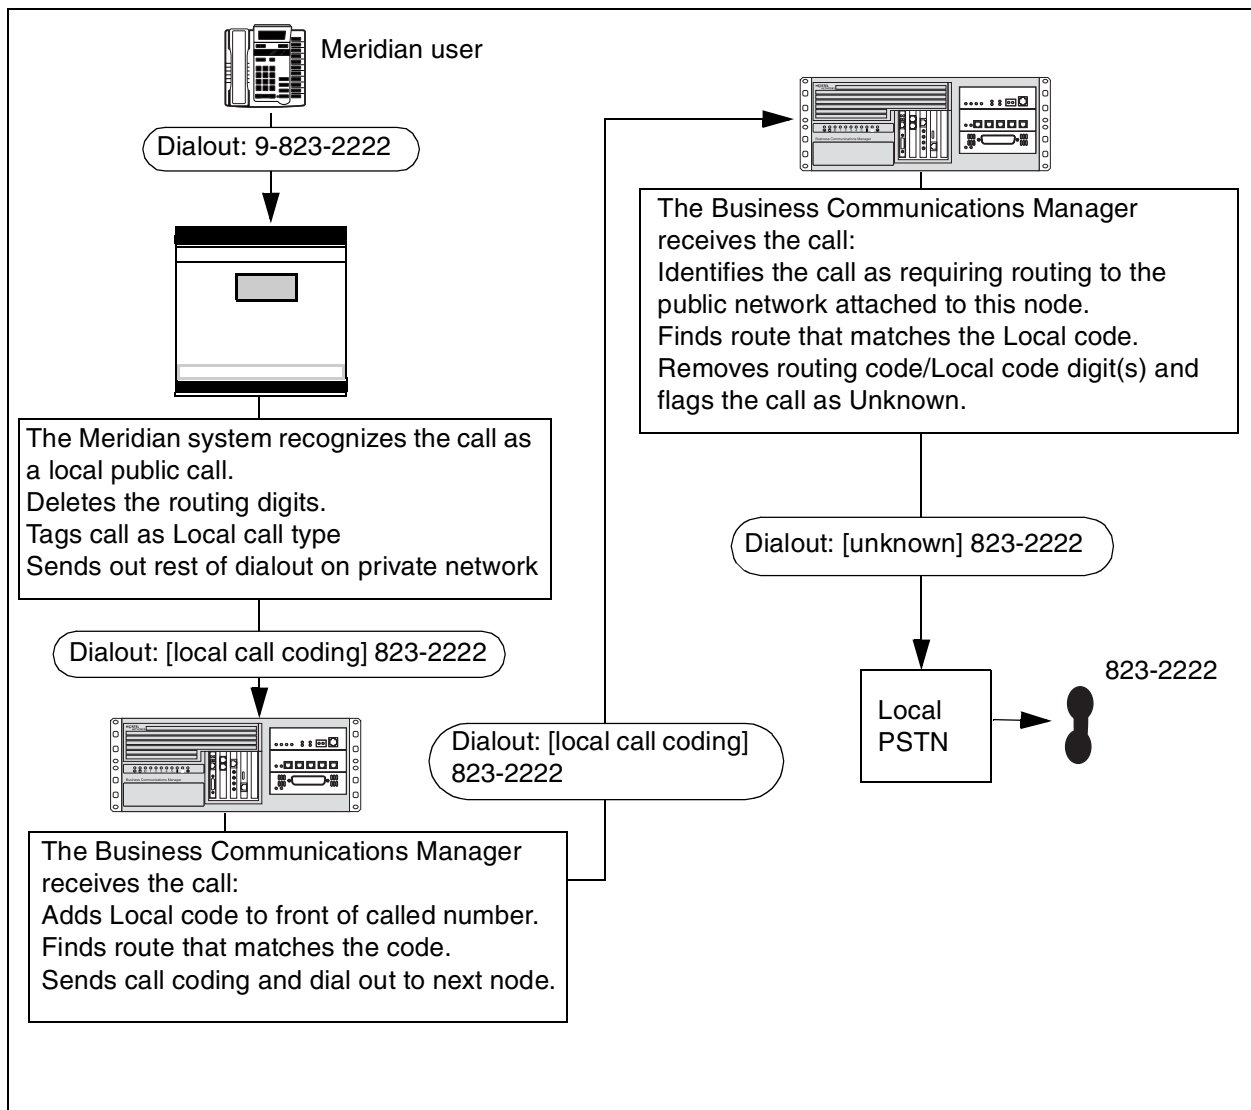 Meridian user
Dialout: 9-823-2222
The Meridian system recognizes the call as
a local public call.
Deletes the routing digits.
Tags call as Local call type
Sends out rest of dialout on private network
Dialout: [local call coding] 823-2222
Business Communications Manager
The Business Communications Manager
receives the call:
Adds Local code to front of called number.
Finds route that matches the code.
Sends call coding and dial out to next node.
Dialout: [local call coding]
823-2222
Business Communications Manager
The Business Communications Manager
receives the call:
Identifies the call as requiring routing to the
public network attached to this node.
Finds route that matches the Local code.
Removes routing code/Local code digit(s) and
flags the call as Unknown.
Dialout: [unknown] 823-2222
Local
PSTN
823-2222